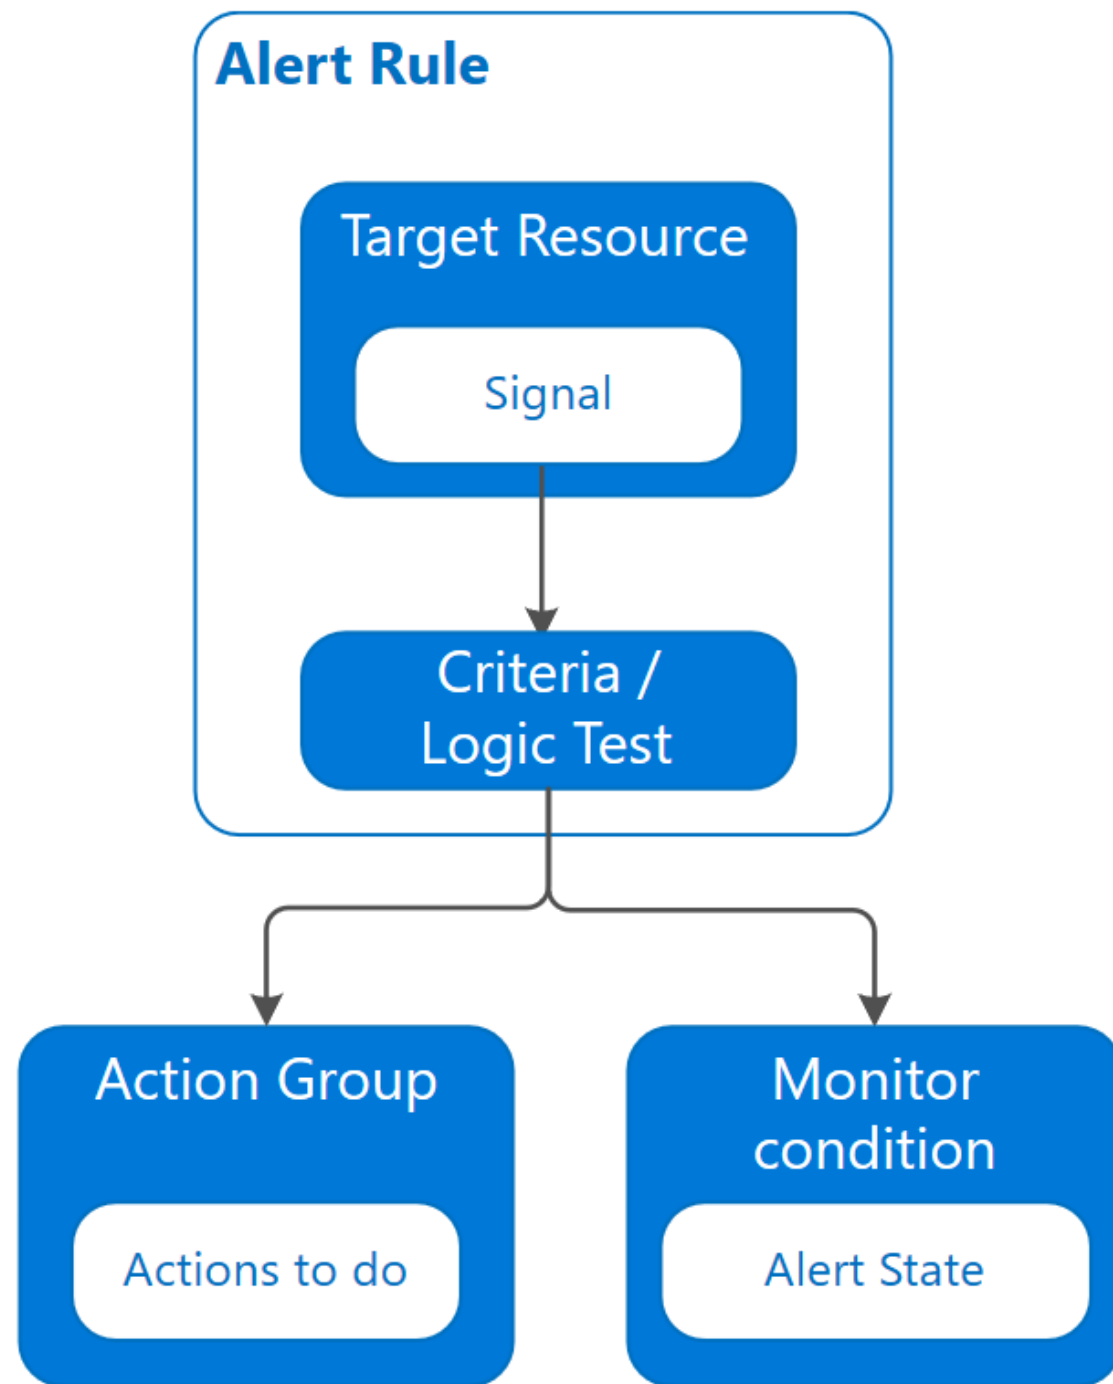 Alert Rule
Target Resource
Signal
Criteria /
Logic Test
Action Group
Actions to do
Monitor
condition
Alert State